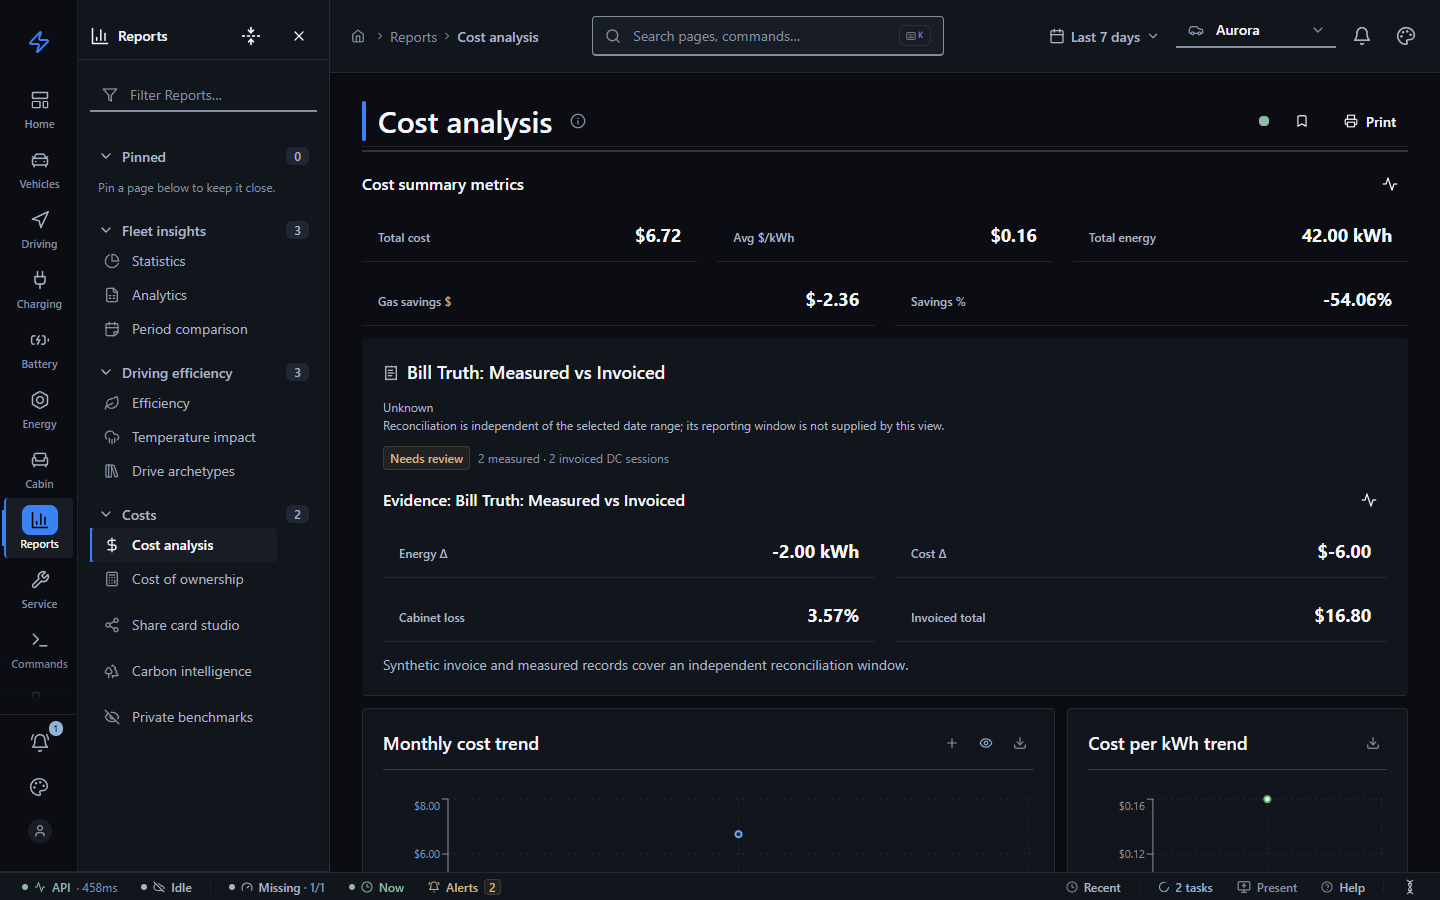 Reports
Reports
Cost analysis
Search pages, commands...
K
Last 7 days
Aurora
Home
Vehicles
Driving
Charging
Battery
Energy
Cabin
Reports
Service
Commands
1
Filter Reports...
Pinned
0
Pin a page below to keep it close.
Fleet insights
3
Statistics
Analytics
Period comparison
Driving efficiency
3
Efficiency
Temperature impact
Drive archetypes
Costs
2
Cost analysis
Cost of ownership
Share card studio
Carbon intelligence
Private benchmarks
Cost analysis
Print
Cost summary metrics
Total cost
$6.72
Avg $/kWh
$0.16
Total energy
42.00 kWh
Gas savings $
$-2.36
Savings %
-54.06%
Bill Truth: Measured vs Invoiced
Unknown
Reconciliation is independent of the selected date range; its reporting window is not supplied by this view.
Needs review
2 measured · 2 invoiced DC sessions
Evidence: Bill Truth: Measured vs Invoiced
Energy Δ
-2.00 kWh
Cost Δ
$-6.00
Cabinet loss
3.57%
Invoiced total
$16.80
Synthetic invoice and measured records cover an independent reconciliation window.
Monthly cost trend
$8.00
$6.00
Cost per kWh trend
$0.16
$0.12
API · 458ms
Idle
Missing · 1/1
Now
Alerts 2
Recent
2 tasks
Present
Help